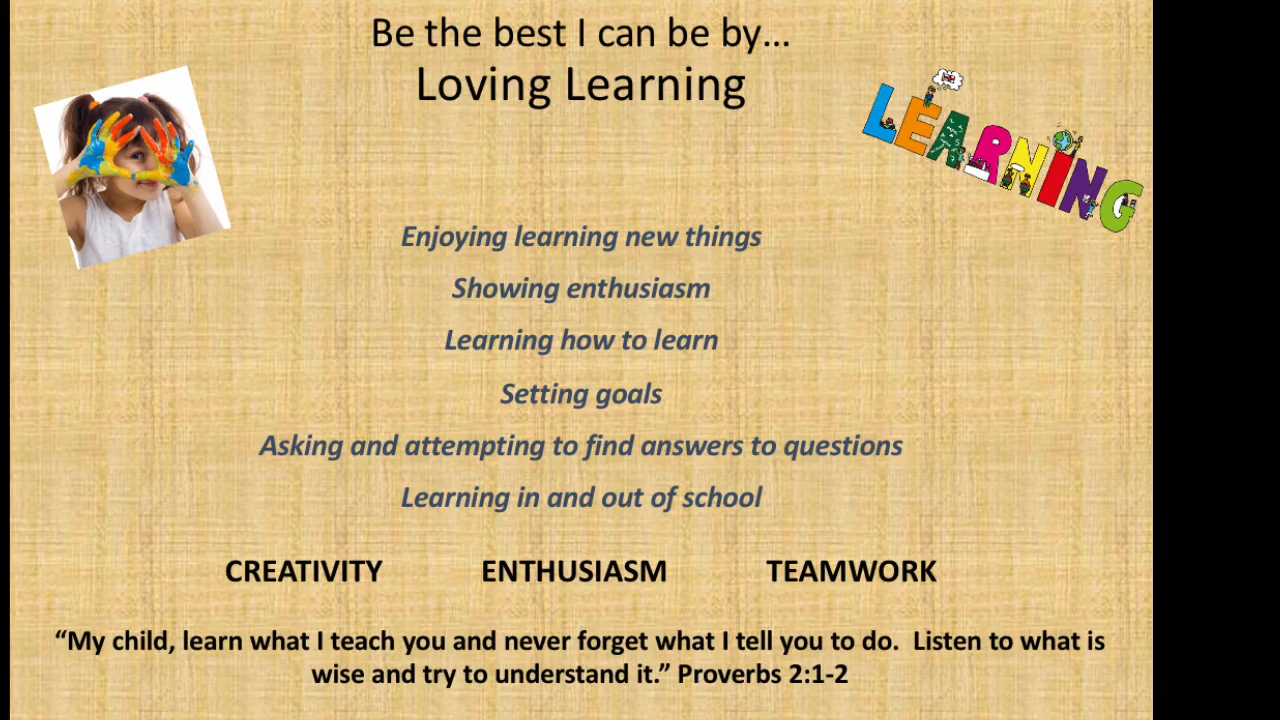 Be the best I can be by...
Loving Learning
LEARNING
Enjoying learning new things
Showing enthusiasm
Learning how to learn
Setting goals
Asking and attempting to find answers to questions
Learning in and out of school
CREATIVITY ENTHUSIASM TEAMWORK
“My child, learn what I teach you and never forget what I tell you to do.  Listen to what is
wise and try to understand it.” Proverbs 2:1-2